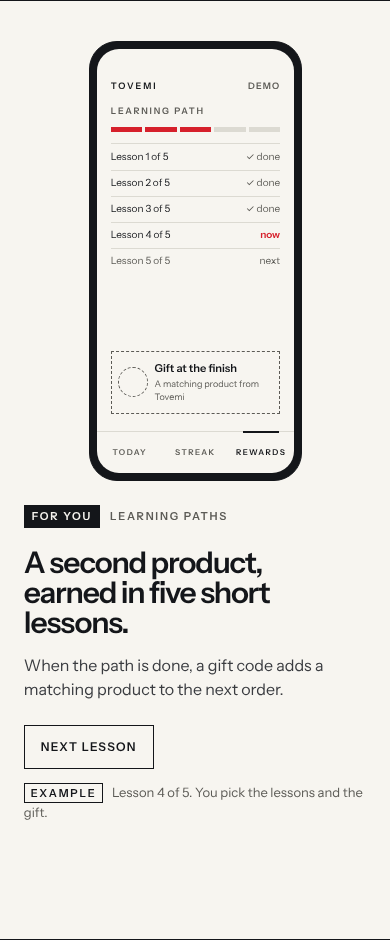 TOVEMI DEMO
LEARNING PATH
Lesson 1 of 5 ✓ done
Lesson 2 of 5 ✓ done
Lesson 3 of 5 ✓ done
Lesson 4 of 5 now
Lesson 5 of 5 next
Gift at the finish
A matching product from
Tovemi
TODAY STREAK REWARDS
FOR YOU LEARNING PATHS
A second product,
earned in five short
lessons.
When the path is done, a gift code adds a
matching product to the next order.
NEXT LESSON
EXAMPLE Lesson 4 of 5. You pick the lessons and the
gift.